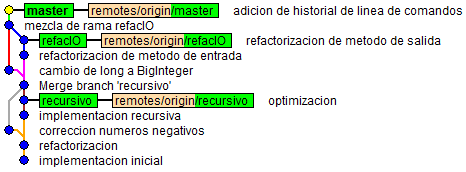 master remotes/origin/master adicion de historial de linea de comandos
mezcla de rama refacIO
refacIO remotes/origin/refacIO refactorizacion de metodo de salida
refactorizacion de metodo de entrada
cambio de long a BigInteger
Merge branch 'recursivo'
recursivo remotes/origin/recursivo optimizacion
implementacion recursiva
correccion numeros negativos
refactorizacion
implementacion inicial